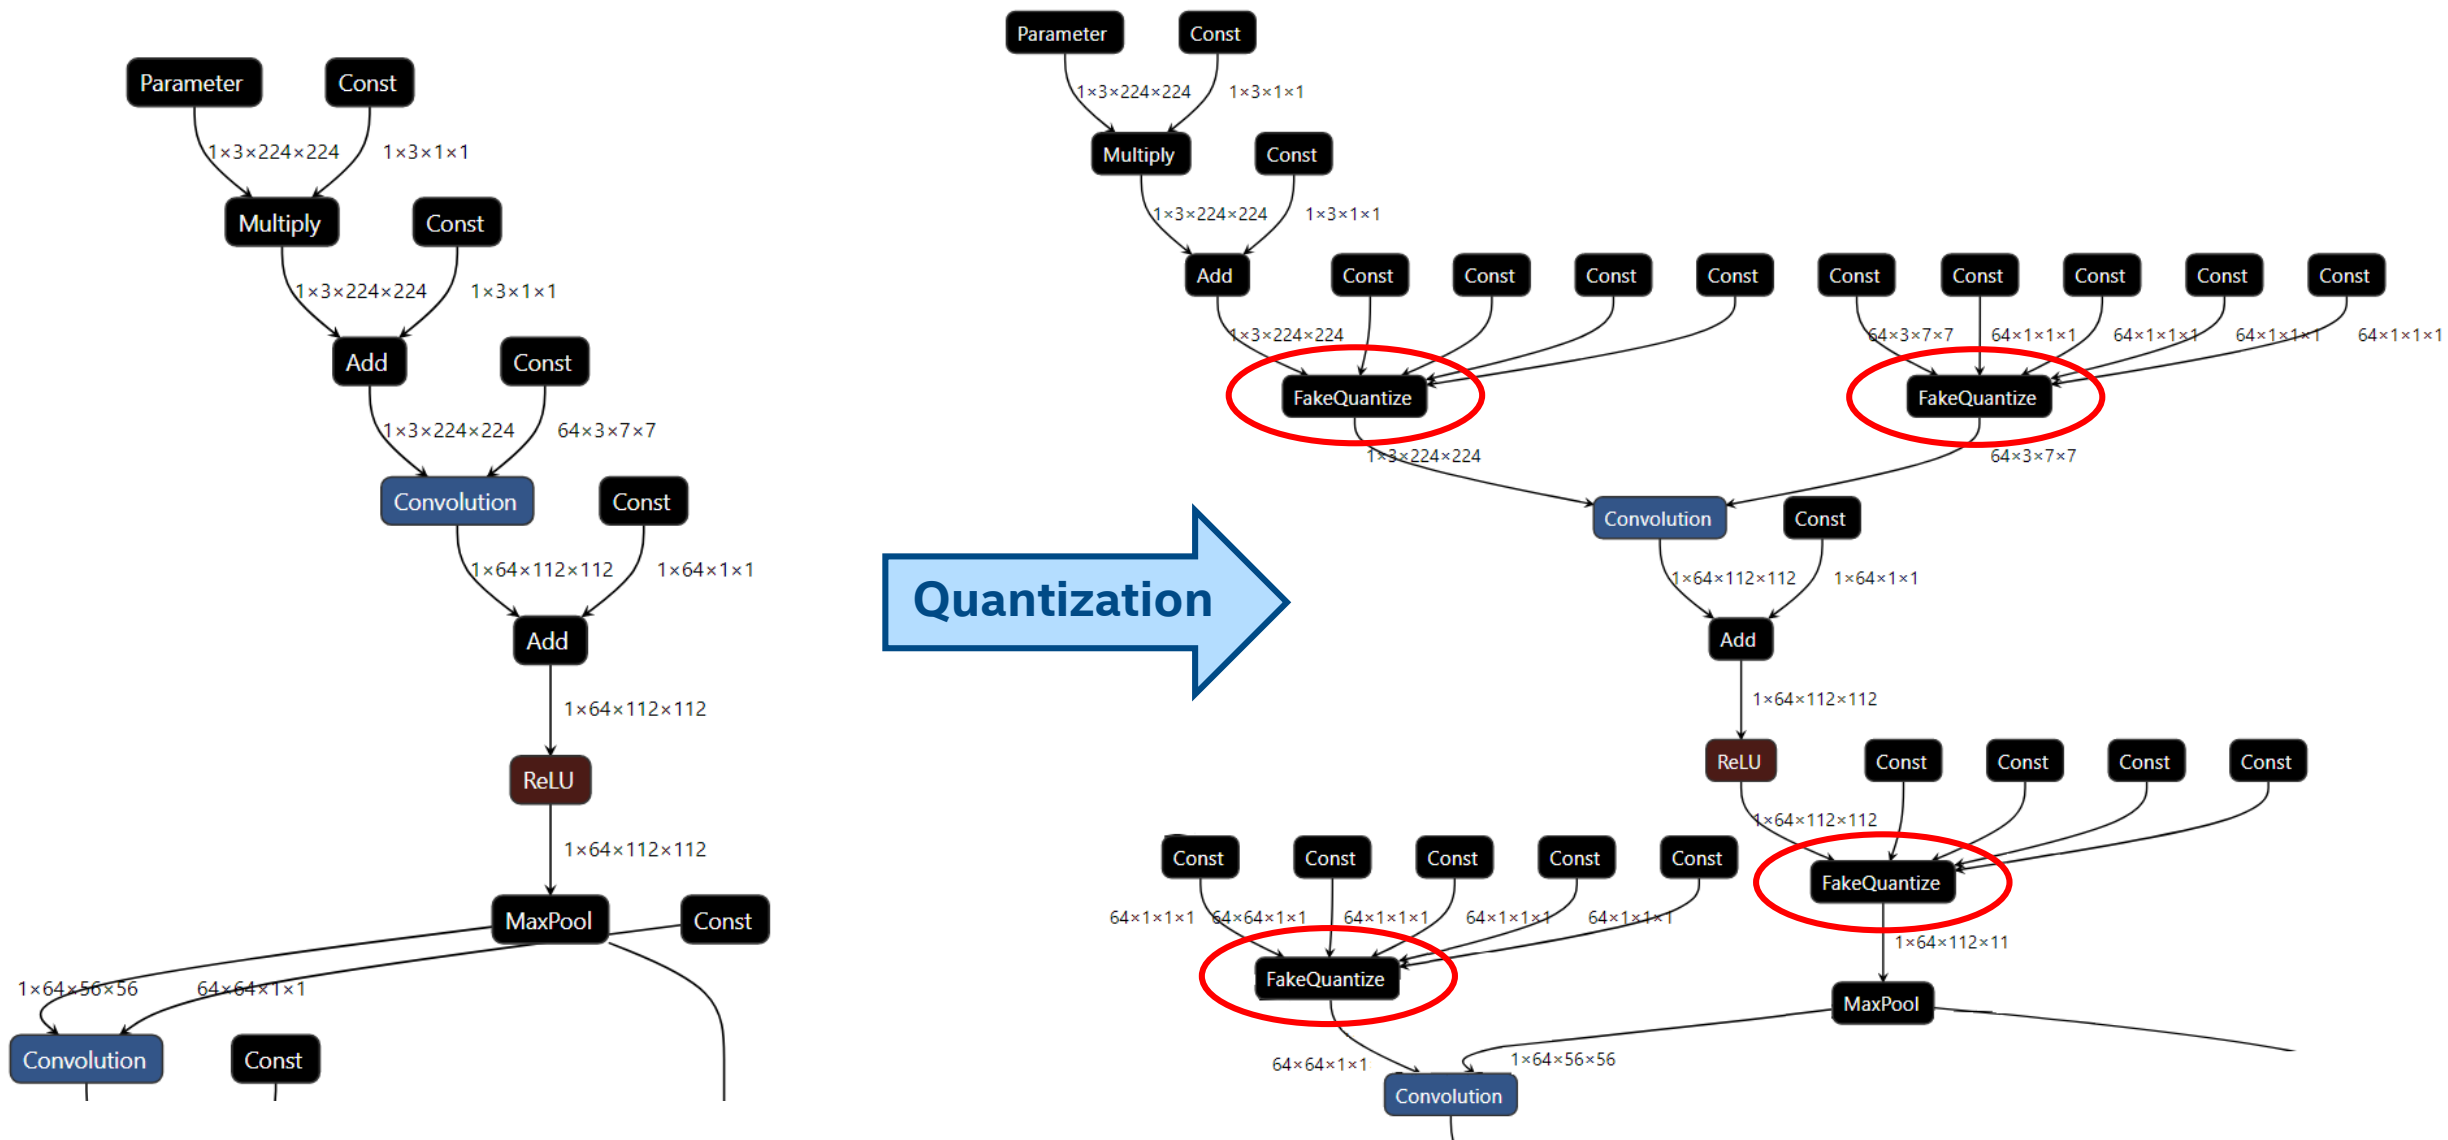 Parameter Const
1×3×224×224 1×3×1×1
Multiply Const
1×3×224×224 1×3×1×1
Add Const
1×3×224×224 64×3×7×7
Convolution Const
1×64×112×112 1×64×1×1
Add
1×64×112×112
ReLU
1×64×112×112
MaxPool Const
1×64×56×56 64×64×1×1
Convolution Const
Quantization
Parameter Const
1×3×224×224 1×3×1×1
Multiply Const
1×3×224×224 1×3×1×1
Add Const Const Const Const Const Const Const Const Const
1×3×224×224 64×3×7×7 64×1×1×1 64×1×1×1 64×1×1×1 64×1×1×1
FakeQuantize FakeQuantize
1×3×224×224 64×3×7×7
Convolution Const
1×64×112×112 1×64×1×1
Add
1×64×112×112
ReLU Const Const Const Const
1×64×112×112
Const Const Const Const Const
FakeQuantize
64×1×1×1 64×64×1×1 64×1×1×1 64×1×1×1 64×1×1×1
1×64×112×11
FakeQuantize
MaxPool
64×64×1×1 1×64×56×56
Convolution